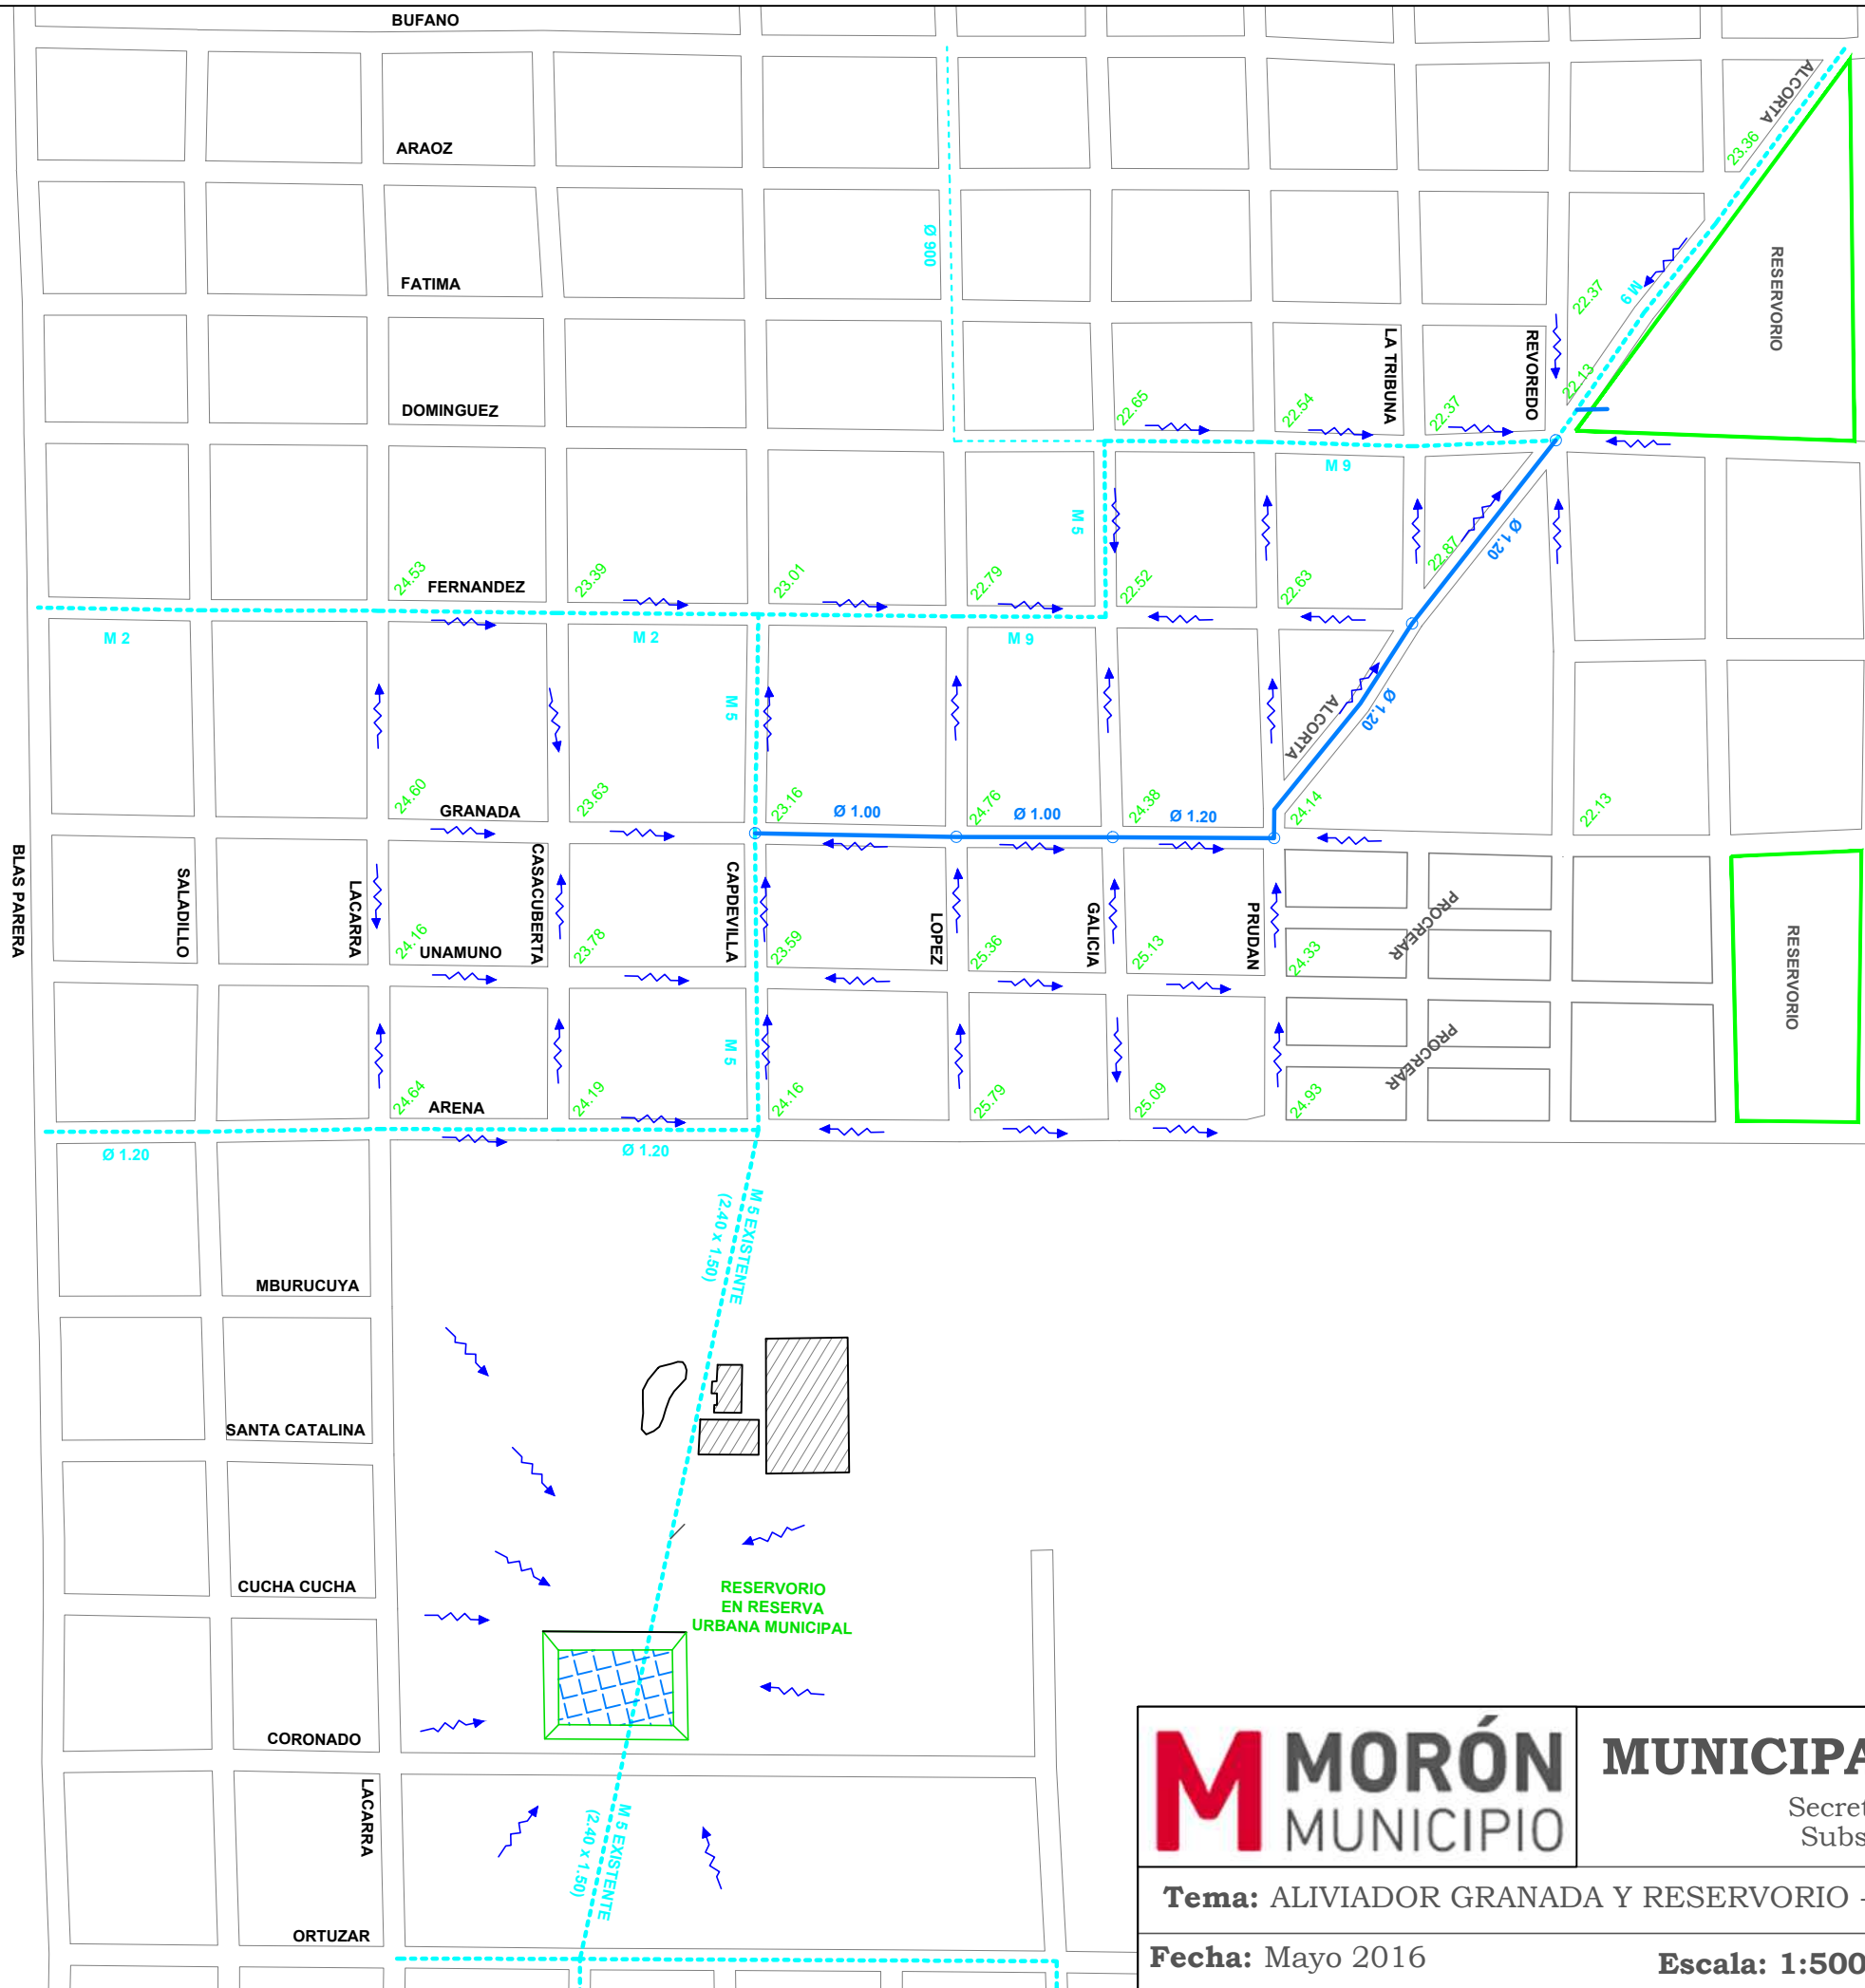 BUFANO
ALCORTA
ARAOZ
23.36
Ø 900
RESERVORIO
FATIMA
22.37
M 9
LA TRIBUNA
REVOREDO
22.13
DOMINGUEZ
22.65
22.54
22.37
M 9
M 5
Ø 1.20
22.87
24.53
FERNANDEZ
23.39
23.01
22.79
22.52
22.63
M 2
M 2
M 9
M 5
ALCORTA
Ø 1.20
24.60
GRANADA
23.63
23.16
Ø 1.00
24.76
Ø 1.00
24.38
Ø 1.20
24.14
22.13
BLAS PARERA
SALADILLO
LACARRA
CASACUBERTA
CAPDEVILLA
LOPEZ
GALICIA
PRUDAN
PROCREAR
RESERVORIO
24.16
UNAMUNO
23.78
23.59
25.36
25.13
24.33
M 5
PROCREAR
24.64
ARENA
24.19
24.16
25.79
25.09
24.93
Ø 1.20
Ø 1.20
M 5 EXISTENTE
(2.40 x 1.50)
MBURUCUYA
SANTA CATALINA
CUCHA CUCHA
RESERVORIO
EN RESERVA
URBANA MUNICIPAL
CORONADO
LACARRA
M 5 EXISTENTE
(2.40 x 1.50)
ORTUZAR
M MORÓN
MUNICIPIO
MUNICIPA
Secret
Subs
Tema: ALIVIADOR GRANADA Y RESERVORIO -
Fecha: Mayo 2016
Escala: 1:500